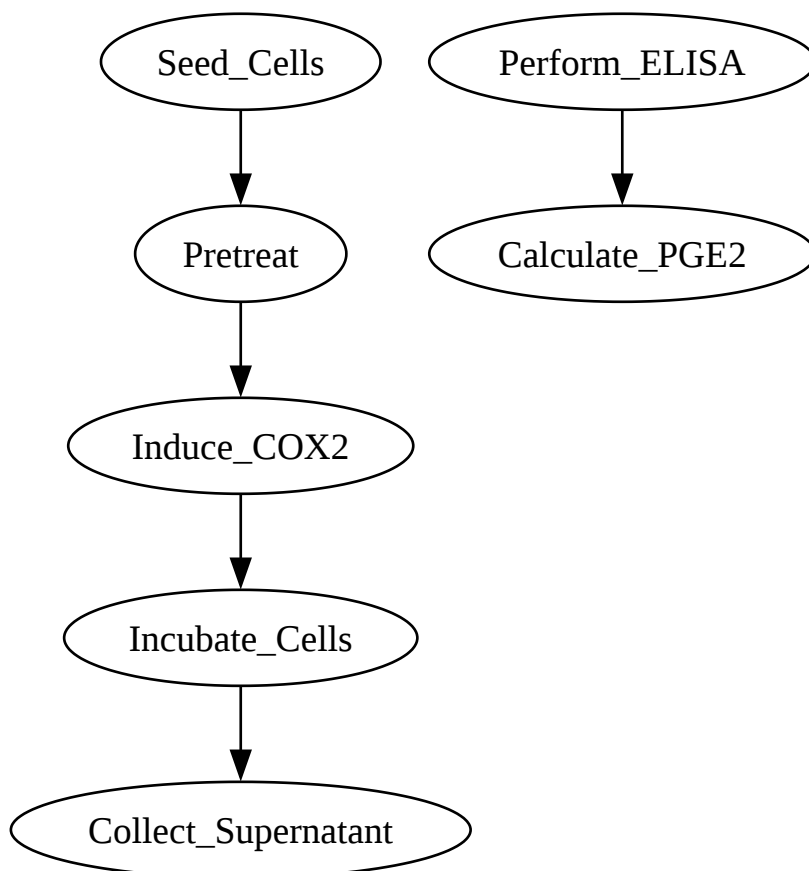 Seed_Cells
Pretreat
Induce_COX2
Incubate_Cells
Collect_Supernatant
Perform_ELISA
Calculate_PGE2